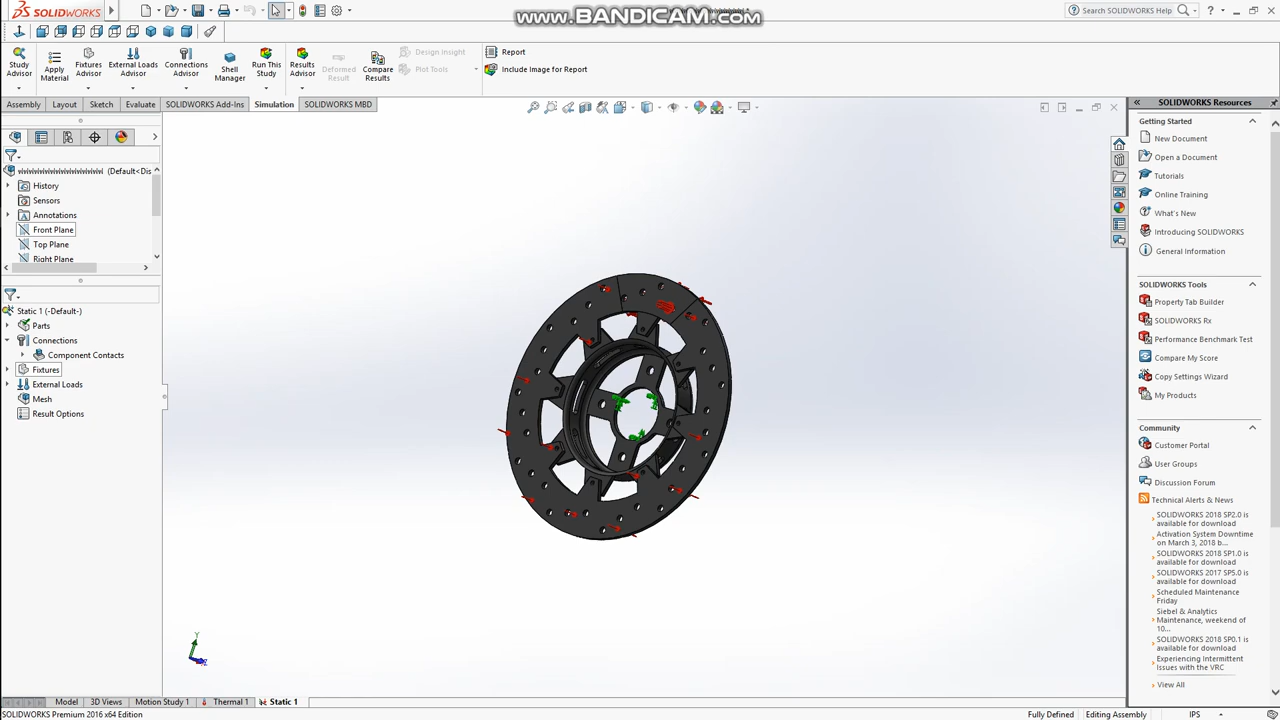 SOLIDWORKS
www.BANDICAM.com
Search SOLIDWORKS Help
Study Advisor
Apply Material
Fixtures Advisor
External Loads Advisor
Connections Advisor
Shell Manager
Run This Study
Results Advisor
Deformed Result
Compare Results
Design Insight
Plot Tools
Report
Include Image for Report
Assembly
Layout
Sketch
Evaluate
SOLIDWORKS Add-Ins
Simulation
SOLIDWORKS MBD
(Default<Dis
History
Sensors
Annotations
Front Plane
Top Plane
Right Plane
Static 1 (-Default-)
Parts
Connections
Component Contacts
Fixtures
External Loads
Mesh
Result Options
Y
Z
SOLIDWORKS Resources
Getting Started
New Document
Open a Document
Tutorials
Online Training
What's New
Introducing SOLIDWORKS
General Information
SOLIDWORKS Tools
Property Tab Builder
SOLIDWORKS Rx
Performance Benchmark Test
Compare My Score
Copy Settings Wizard
My Products
Community
Customer Portal
User Groups
Discussion Forum
Technical Alerts & News
SOLIDWORKS 2018 SP2.0 is
available for download
Activation System Downtime
on March 3, 2018 b...
SOLIDWORKS 2018 SP1.0 is
available for download
SOLIDWORKS 2017 SP5.0 is
available for download
Scheduled Maintenance
Friday
Siebel & Analytics
Maintenance, weekend of
10...
SOLIDWORKS 2018 SP0.1 is
available for download
Experiencing Intermittent
Issues with the VRC
View All
Model
3D Views
Motion Study 1
Thermal 1
Static 1
SOLIDWORKS Premium 2016 x64 Edition
Fully Defined
Editing Assembly
IPS